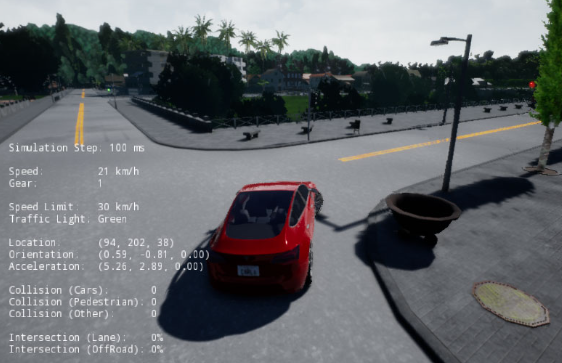 Simulation Step: 100 ms
Speed: 21 km/h
Gear: 1
Speed Limit: 30 km/h
Traffic Light: Green
Location (94, 202, 38)
Orientation: (0.59, -0.81, 0.00)
Acceleration: (5.26, 2.89, 0.00)
Collision (Cars): 0
Collision (Pedestrian): 0
Collision (Other): 0
Intersection (Lane): 0%
Intersection (OffRoad): 0%